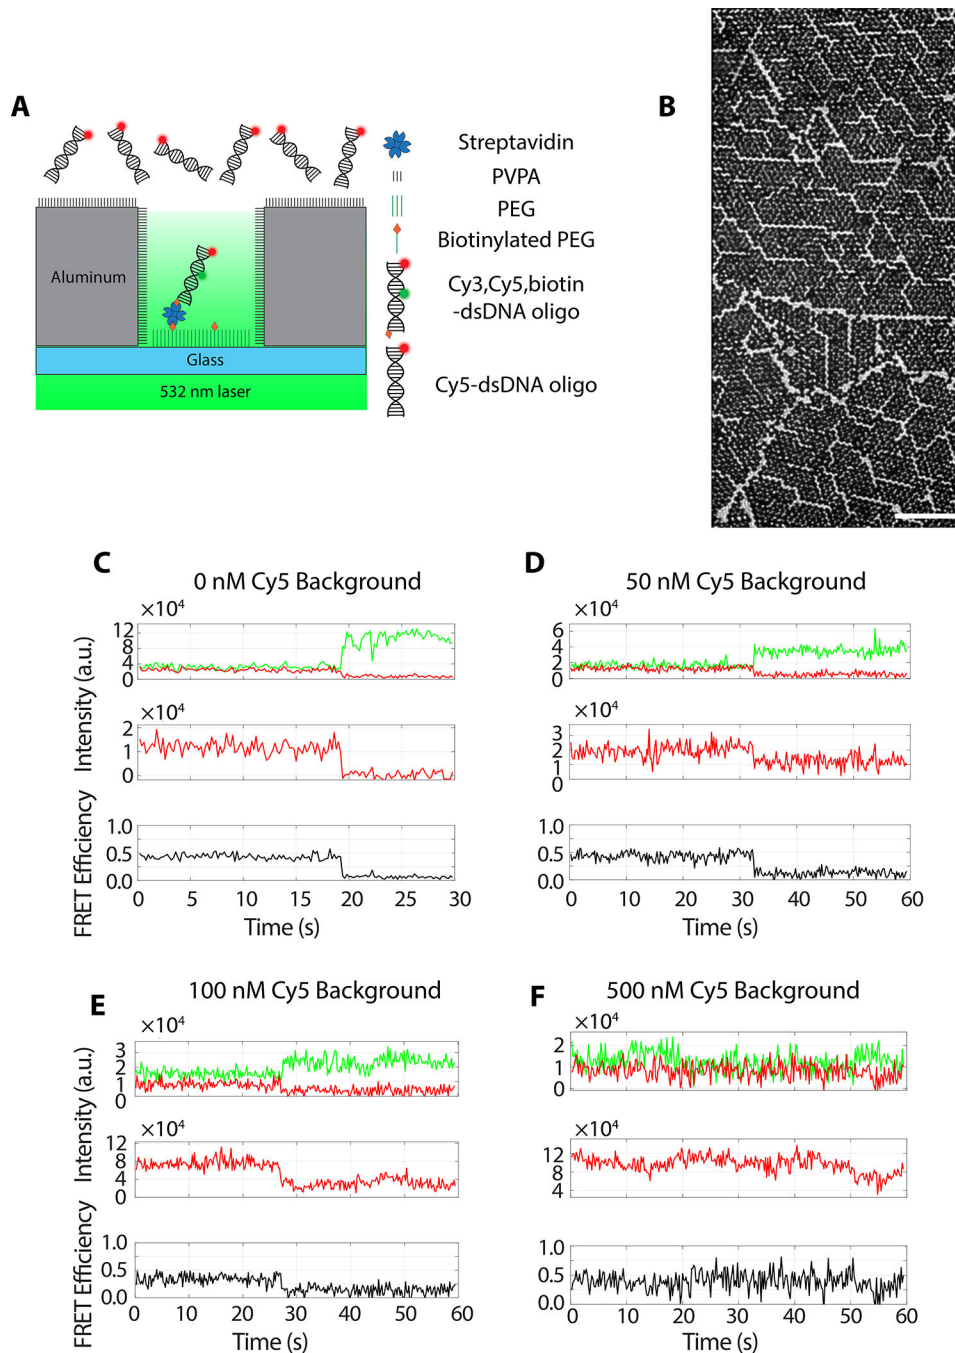 A
B
Streptavidin
PVPA
PEG
Biotinylated PEG
Cy3,Cy5,biotin
-dsDNA oligo
Cy5-dsDNA oligo
Aluminum
Glass
532 nm laser
C
0 nM Cy5 Background
×10⁴
12
8
4
0
Intensity (a.u.)
2
1
1
0
FRET Efficiency
1.0
0.5
0.0
0 5 10 15 20 25 30
Time (s)
D
50 nM Cy5 Background
×10⁴
6
4
2
0
×10⁴
3
2
1
0
1.0
0.5
0.0
0 10 20 30 40 50 60
Time (s)
E
100 nM Cy5 Background
×10⁴
3
2
1
0
Intensity (a.u.)
×10⁴
12
8
4
0
FRET Efficiency
1.0
0.5
0.0
0 10 20 30 40 50 60
Time (s)
F
500 nM Cy5 Background
×10⁴
2
1
0
×10⁴
12
8
4
1.0
0.5
0.0
0 10 20 30 40 50 60
Time (s)